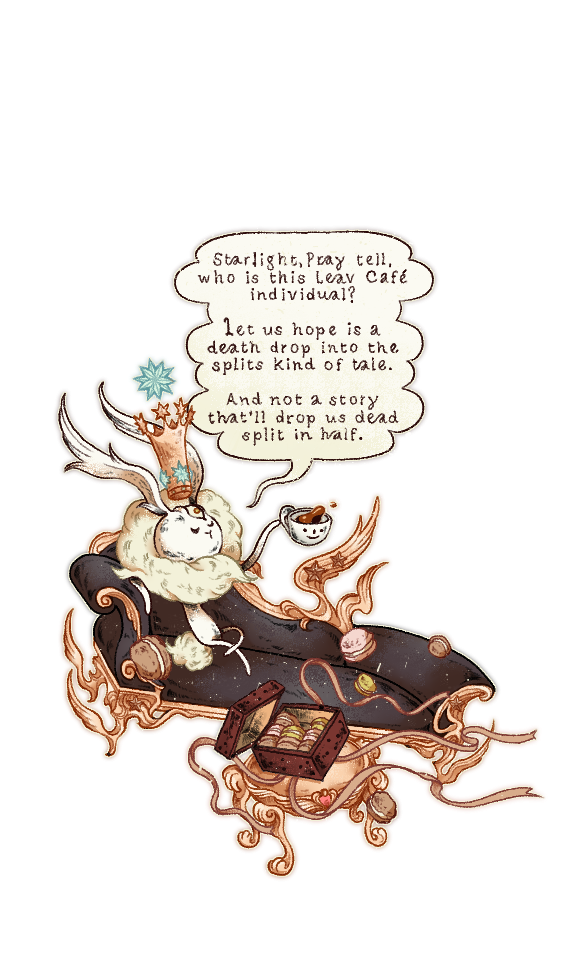 Starlight, Pray tell,
who is this Leav Café
individual?
Let us hope is a
death drop into the
splits kind of tale.
And not a story
that'll drop us dead
split in half.